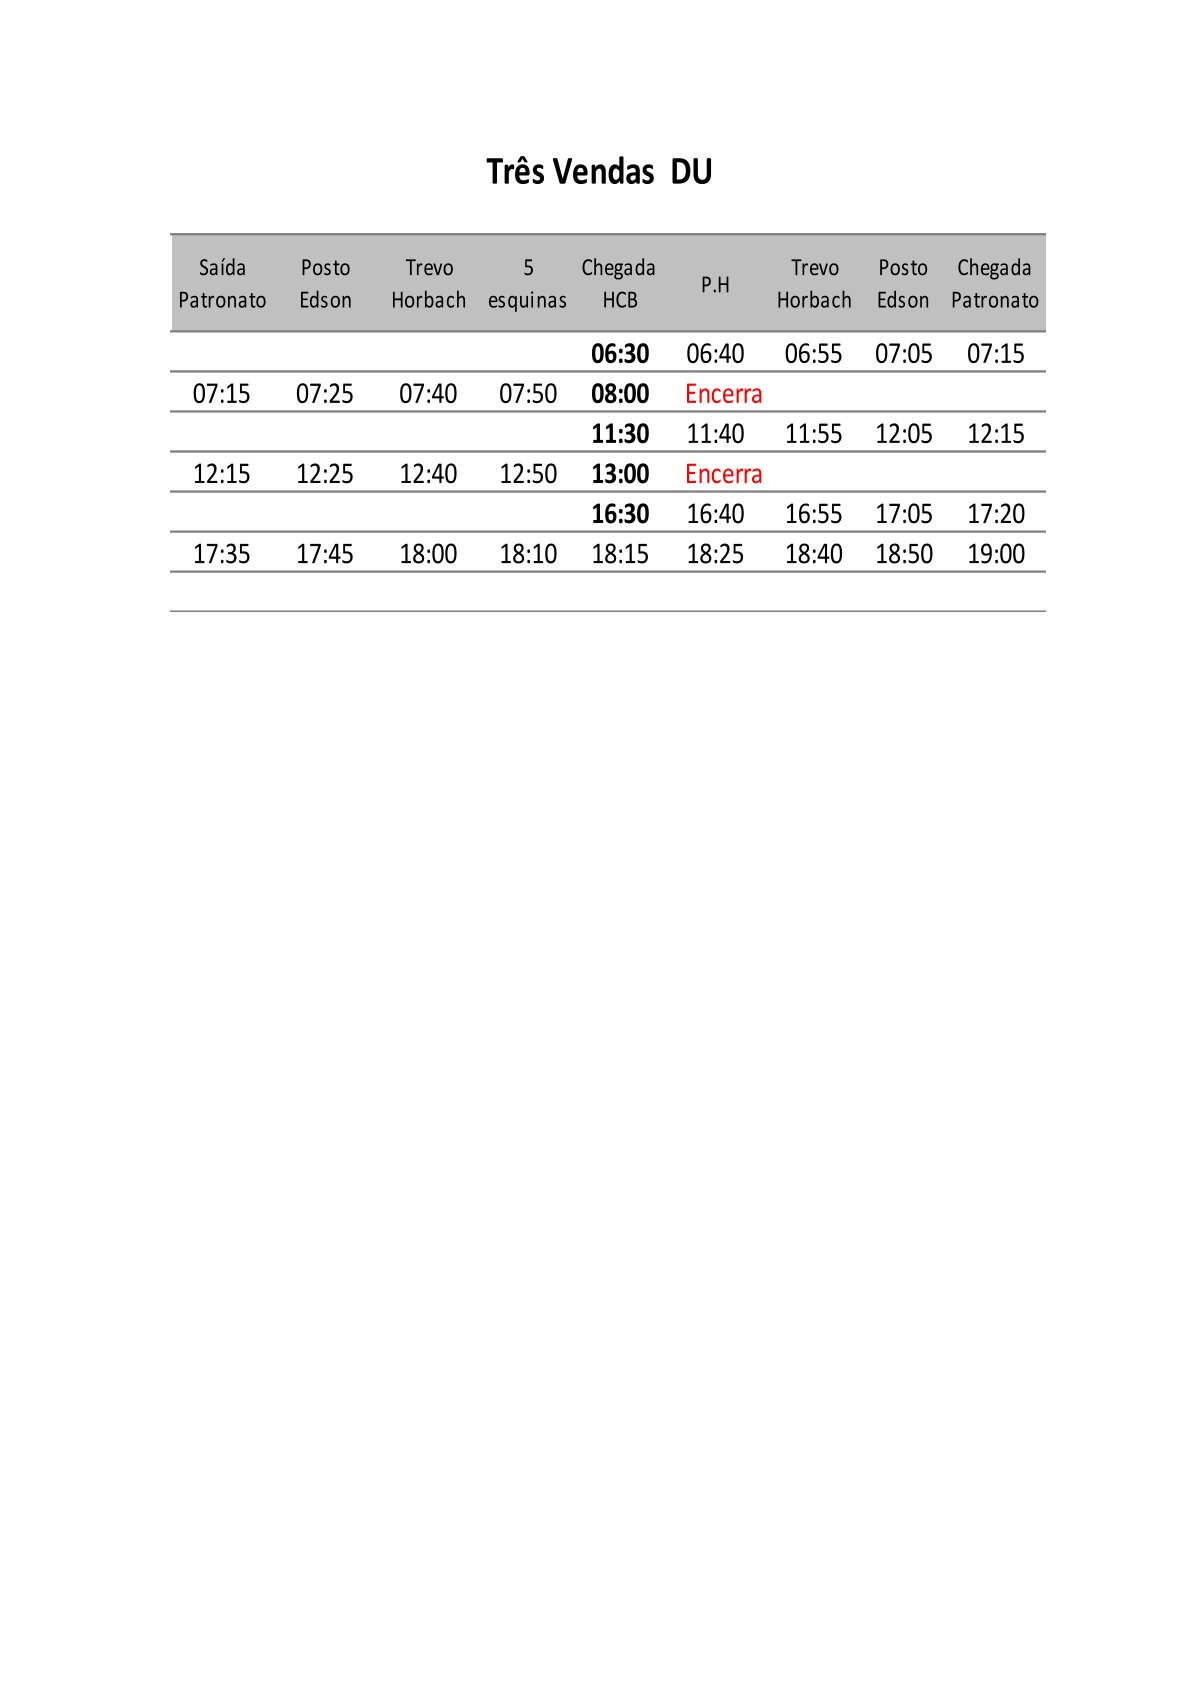 Três Vendas  DU
Saída Patronato Posto Edson Trevo Horbach 5 esquinas Chegada HCB P.H Trevo Horbach Posto Edson Chegada Patronato
06:30 06:40 06:55 07:05 07:15
07:15 07:25 07:40 07:50 08:00 Encerra
11:30 11:40 11:55 12:05 12:15
12:15 12:25 12:40 12:50 13:00 Encerra
16:30 16:40 16:55 17:05 17:20
17:35 17:45 18:00 18:10 18:15 18:25 18:40 18:50 19:00